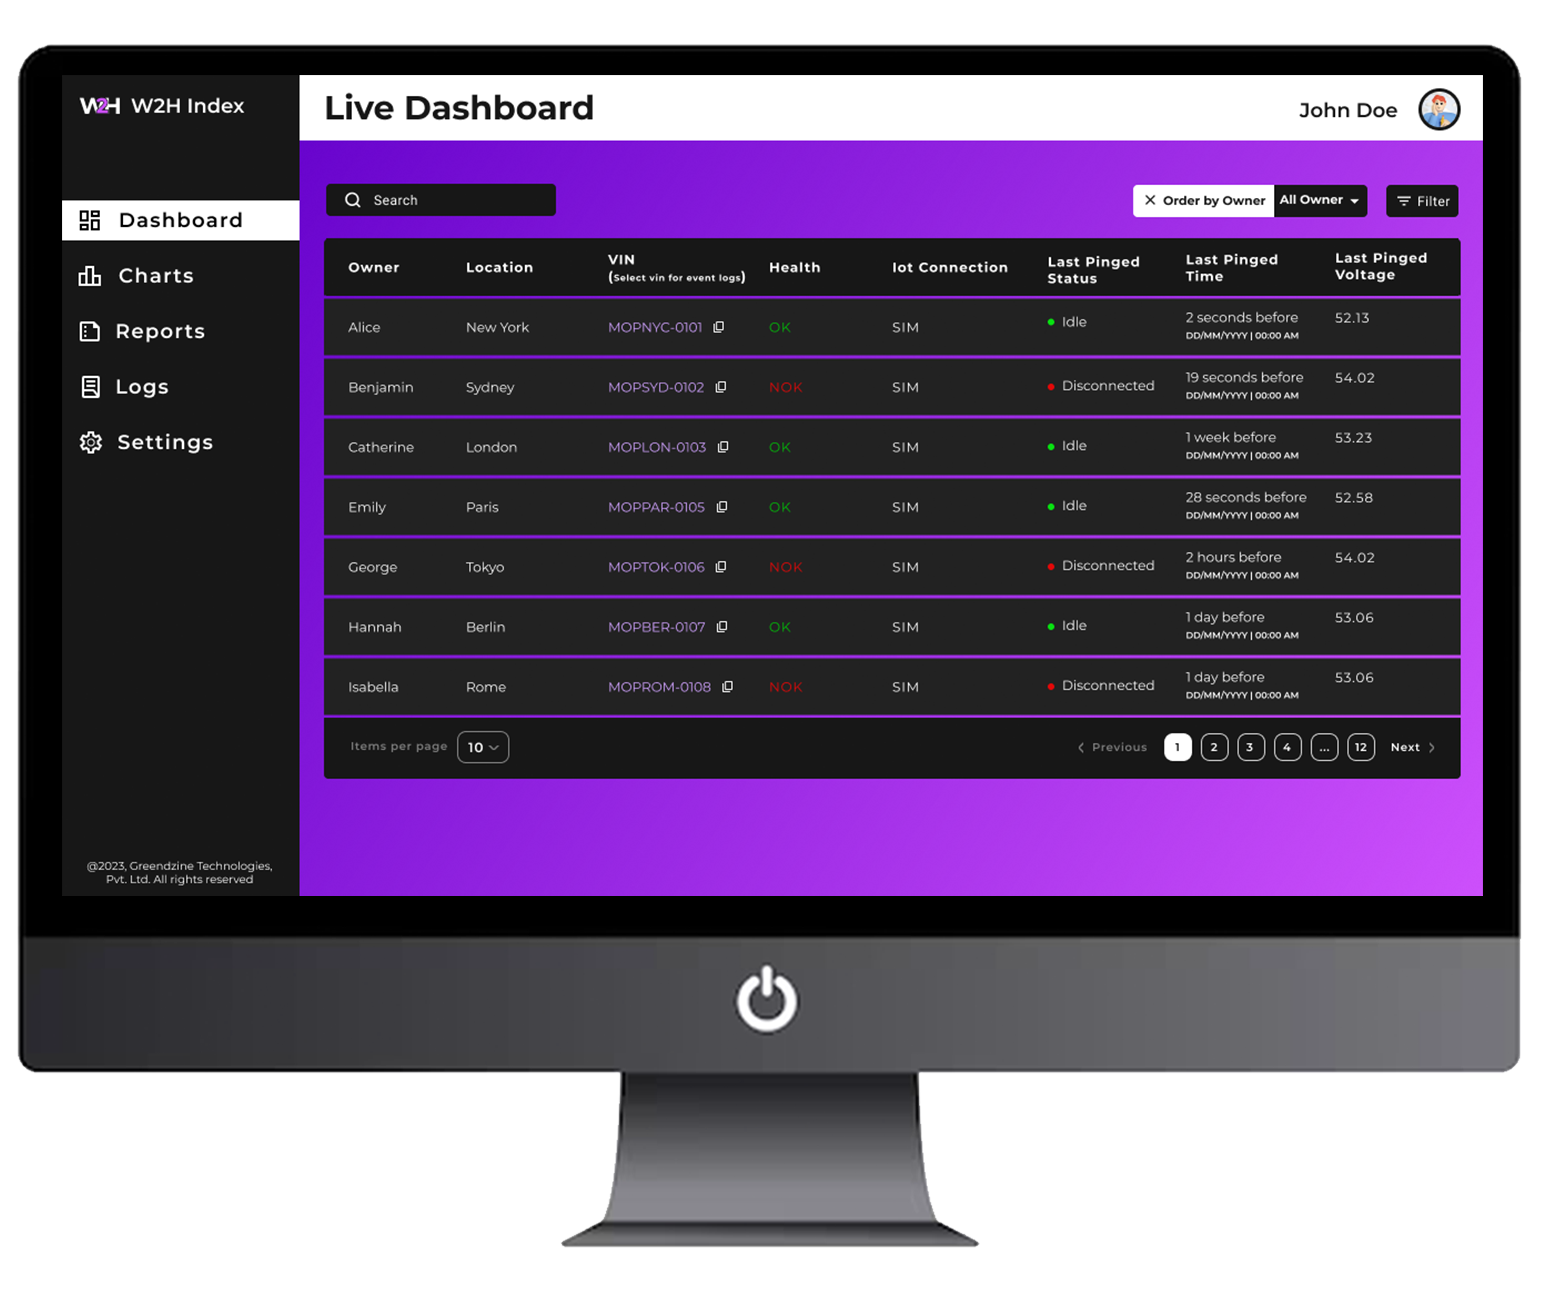 W2H W2H Index
Live Dashboard
John Doe
Dashboard
Charts
Reports
Logs
Settings
@2023, Greendzine Technologies,
Pvt. Ltd. All rights reserved
Search
Order by Owner All Owner
Filter
Owner Location VIN (Select vin for event logs) Health Iot Connection Last Pinged Status Last Pinged Time Last Pinged Voltage
Alice New York MOPNYC-0101 OK SIM Idle 2 seconds before 52.13
DD/MM/YYYY | 00:00 AM
Benjamin Sydney MOPSYD-0102 NOK SIM Disconnected 19 seconds before 54.02
DD/MM/YYYY | 00:00 AM
Catherine London MOPLON-0103 OK SIM Idle 1 week before 53.23
DD/MM/YYYY | 00:00 AM
Emily Paris MOPPAR-0105 OK SIM Idle 28 seconds before 52.58
DD/MM/YYYY | 00:00 AM
George Tokyo MOPTOK-0106 NOK SIM Disconnected 2 hours before 54.02
DD/MM/YYYY | 00:00 AM
Hannah Berlin MOPBER-0107 OK SIM Idle 1 day before 53.06
DD/MM/YYYY | 00:00 AM
Isabella Rome MOPROM-0108 NOK SIM Disconnected 1 day before 53.06
DD/MM/YYYY | 00:00 AM
Items per page 10
Previous 1 2 3 4 ... 12 Next